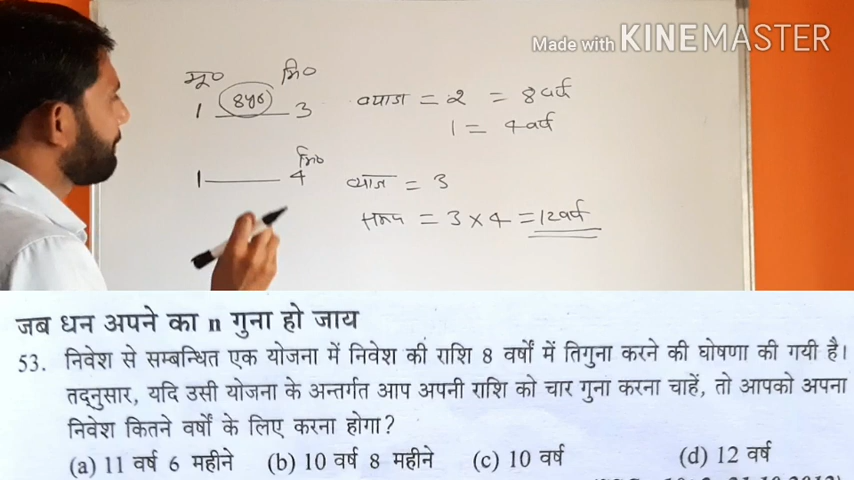 Made with KINEMASTER
मू० मि०
1 8yr 3 ब्याज = 2 = 8 वर्ष
1 = 4 वर्ष
मि०
1 4 ब्याज = 3
समय = 3 × 4 = 12 वर्ष
जब धन अपने का n गुना हो जाय
53. निवेश से सम्बन्धित एक योजना में निवेश की राशि 8 वर्षों में तिगुना करने की घोषणा की गयी है।
तद्नुसार, यदि उसी योजना के अन्तर्गत आप अपनी राशि को चार गुना करना चाहें, तो आपको अपना
निवेश कितने वर्षों के लिए करना होगा?
(a) 11 वर्ष 6 महीने (b) 10 वर्ष 8 महीने (c) 10 वर्ष (d) 12 वर्ष